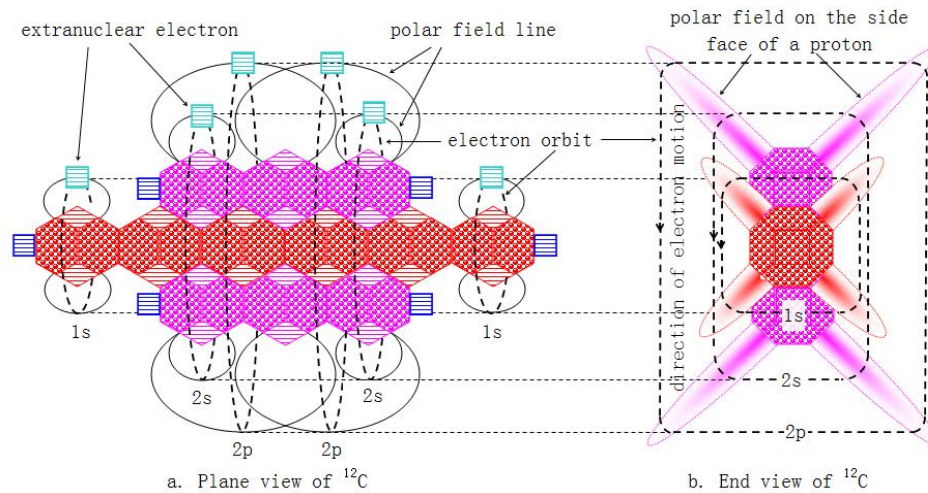 extranuclear electron
polar field line
polar field on the side
face of a proton
electron orbit
direction of electron motion
1s
1s
1s
2s
2s
2s
2p
2p
2p
a. Plane view of ¹²C
b. End view of ¹²C